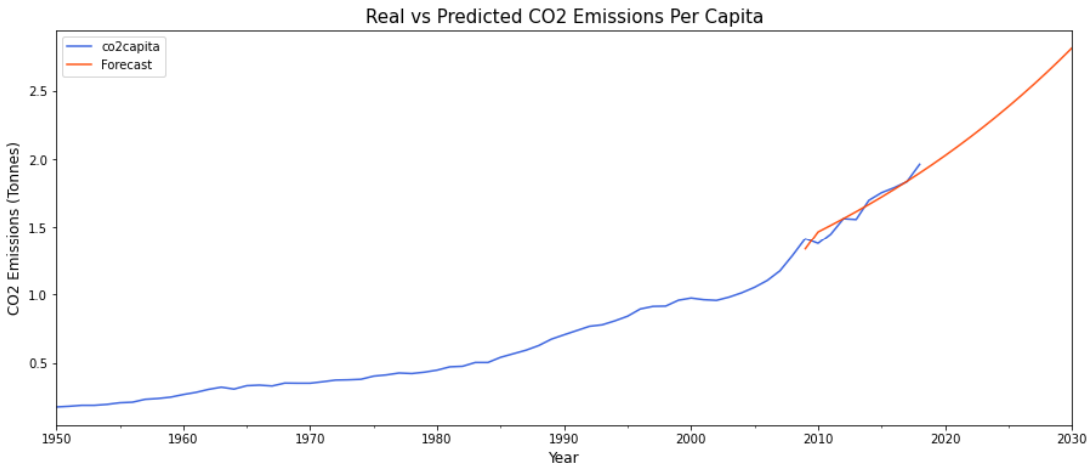 Real vs Predicted CO2 Emissions Per Capita
co2capita
Forecast
CO2 Emissions (Tonnes)
2.5
2.0
1.5
1.0
0.5
1950 1960 1970 1980 1990 2000 2010 2020 2030
Year